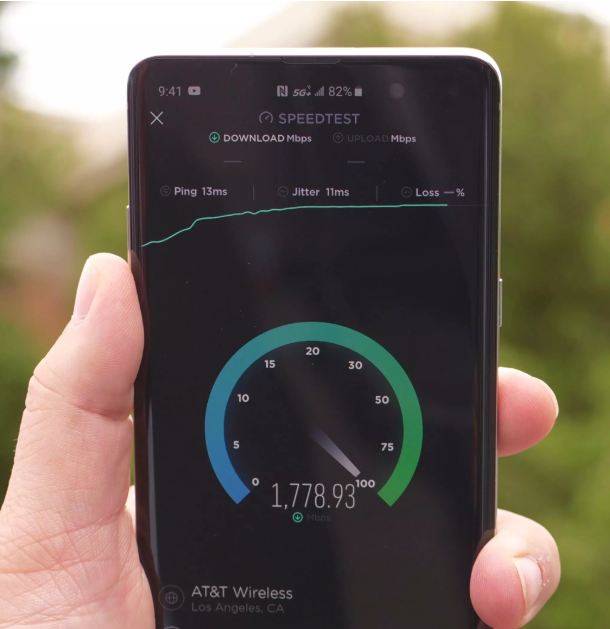 9:41 5G+ 82%
SPEEDTEST
DOWNLOAD Mbps UPLOAD Mbps
— —
Ping 13ms Jitter 11ms Loss —%
20
15 30
10 50
5 75
0 100
1,778.93
Mbps
AT&T Wireless
Los Angeles, CA